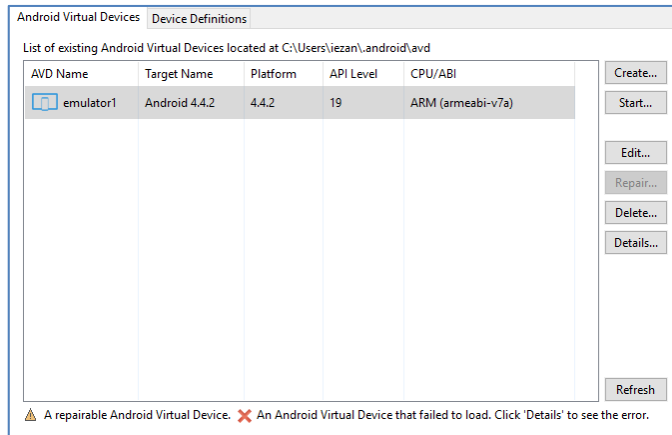 Android Virtual Devices Device Definitions
List of existing Android Virtual Devices located at C:\Users\iezan\.android\avd
AVD Name Target Name Platform API Level CPU/ABI
emulator1 Android 4.4.2 4.4.2 19 ARM (armeabi-v7a)
Create...
Start...
Edit...
Repair...
Delete...
Details...
Refresh
A repairable Android Virtual Device. An Android Virtual Device that failed to load. Click 'Details' to see the error.